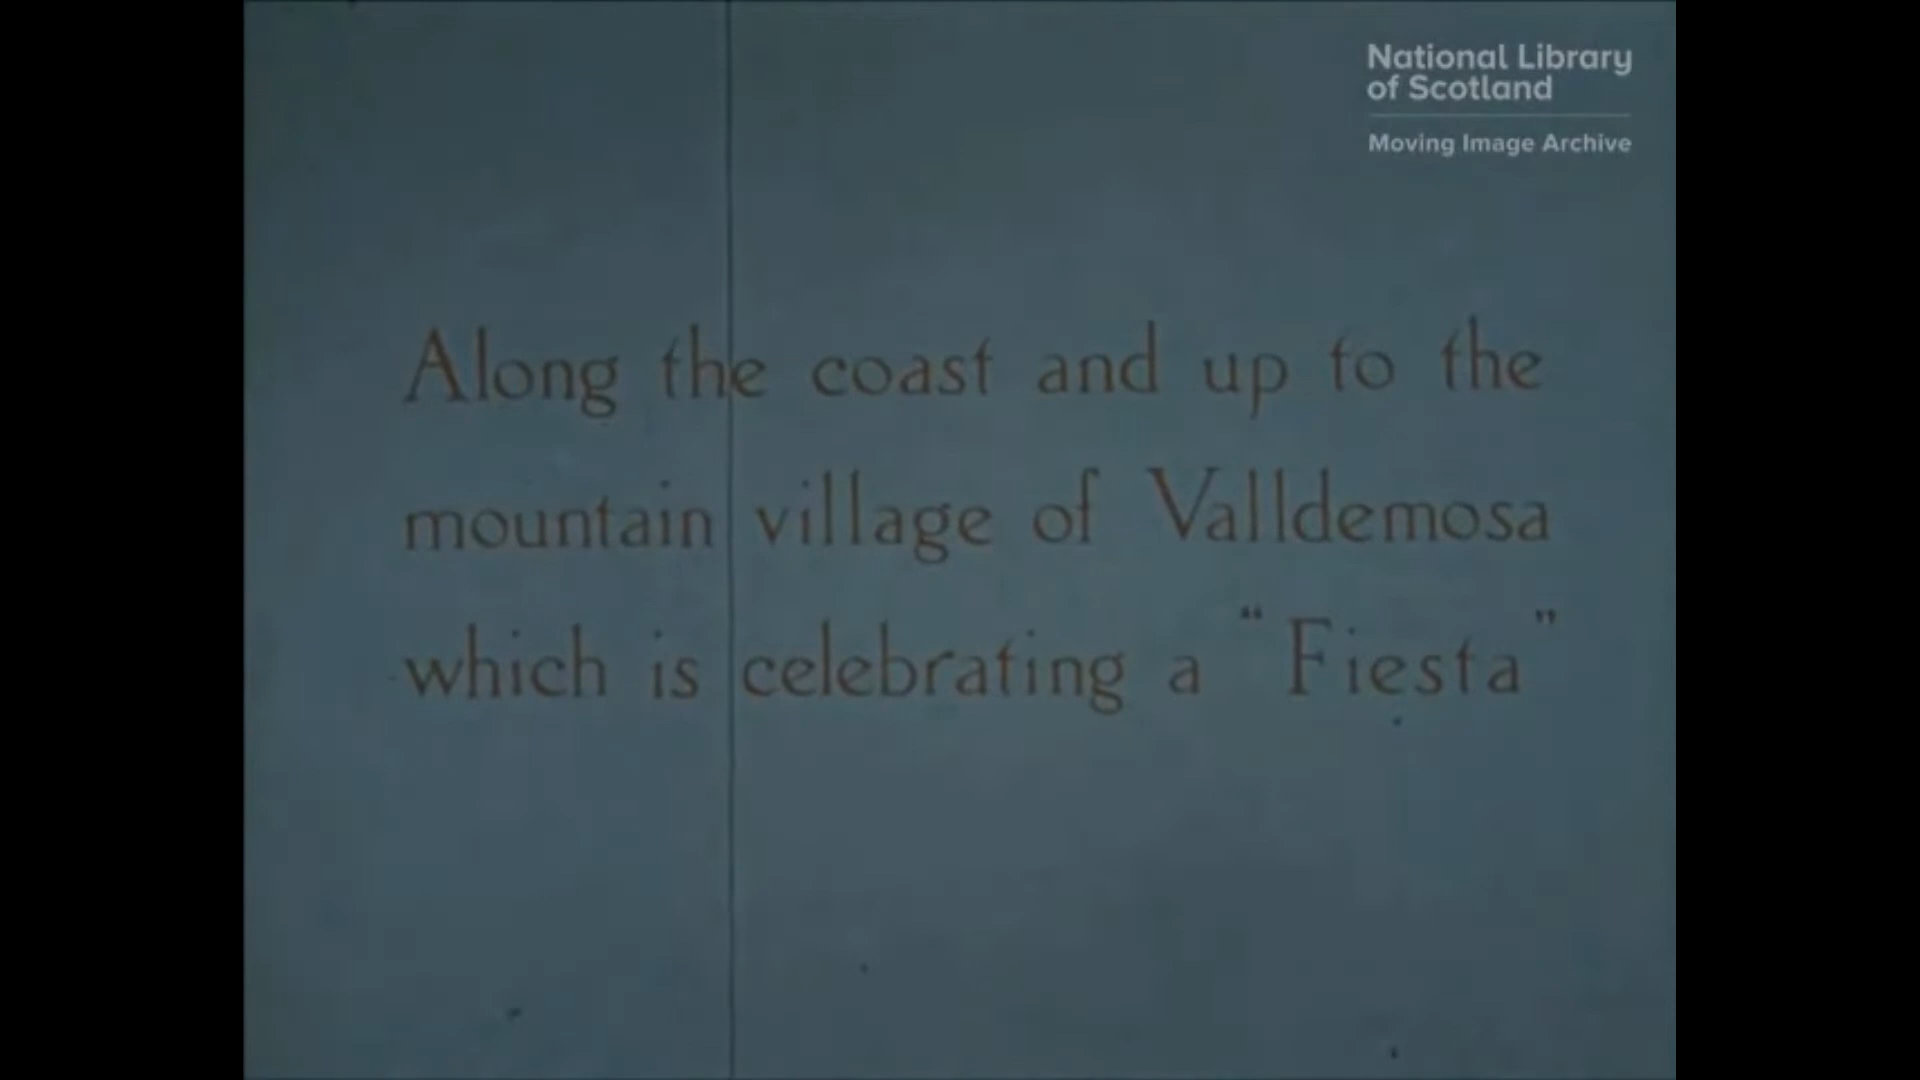 National Library
of Scotland
Moving Image Archive
Along the coast and up to the
mountain village of Valldemosa
which is celebrating a "Fiesta"